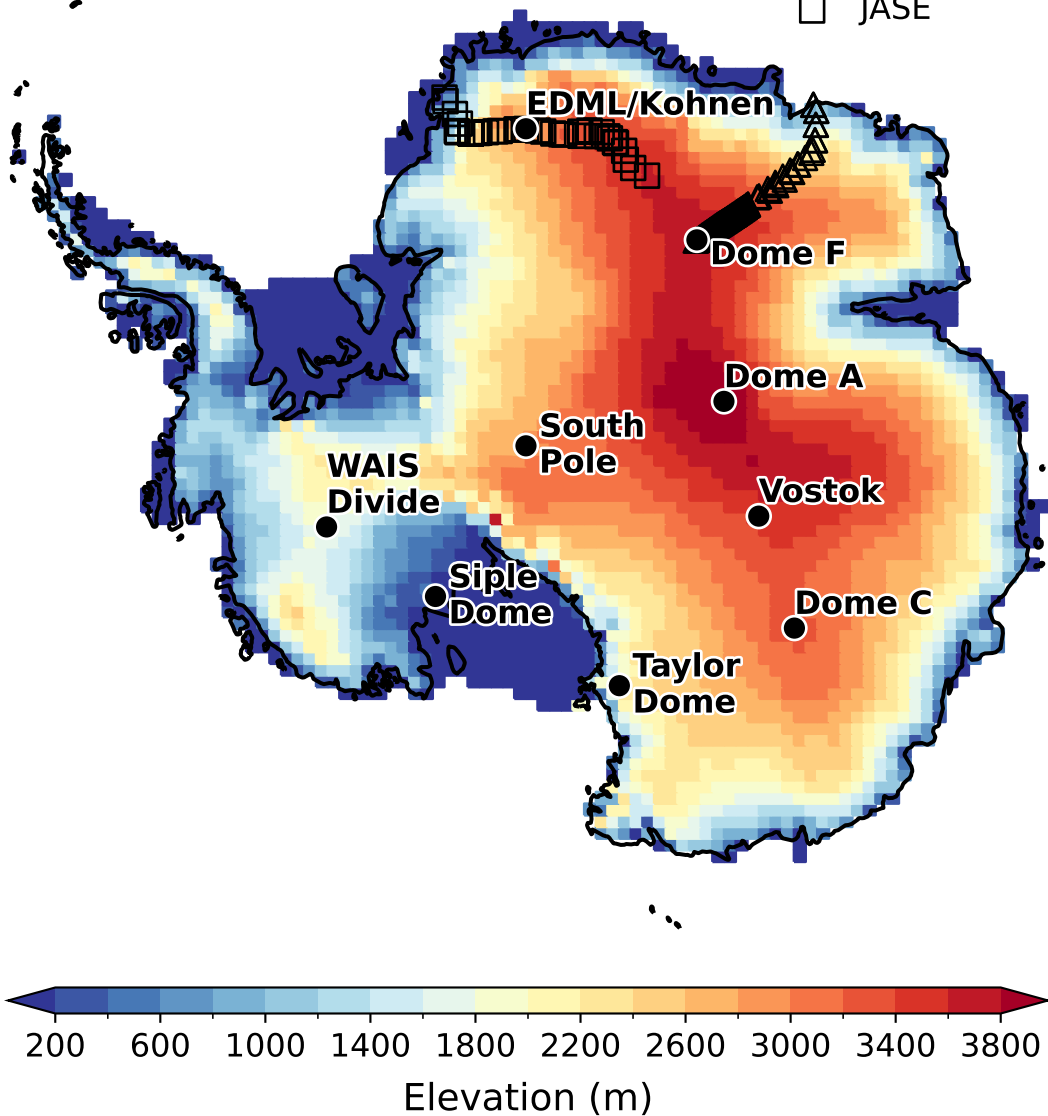 JASE
EDML/Kohnen
Dome F
Dome A
South
Pole
WAIS
Divide
Vostok
Siple
Dome
Dome C
Taylor
Dome
200 600 1000 1400 1800 2200 2600 3000 3400 3800
Elevation (m)